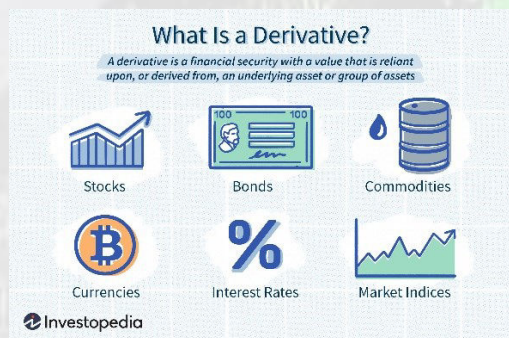 What Is a Derivative?
A derivative is a financial security with a value that is reliant
upon, or derived from, an underlying asset or group of assets
100 100
Stocks
Bonds
Commodities
B
Currencies
%
Interest Rates
Market Indices
Investopedia